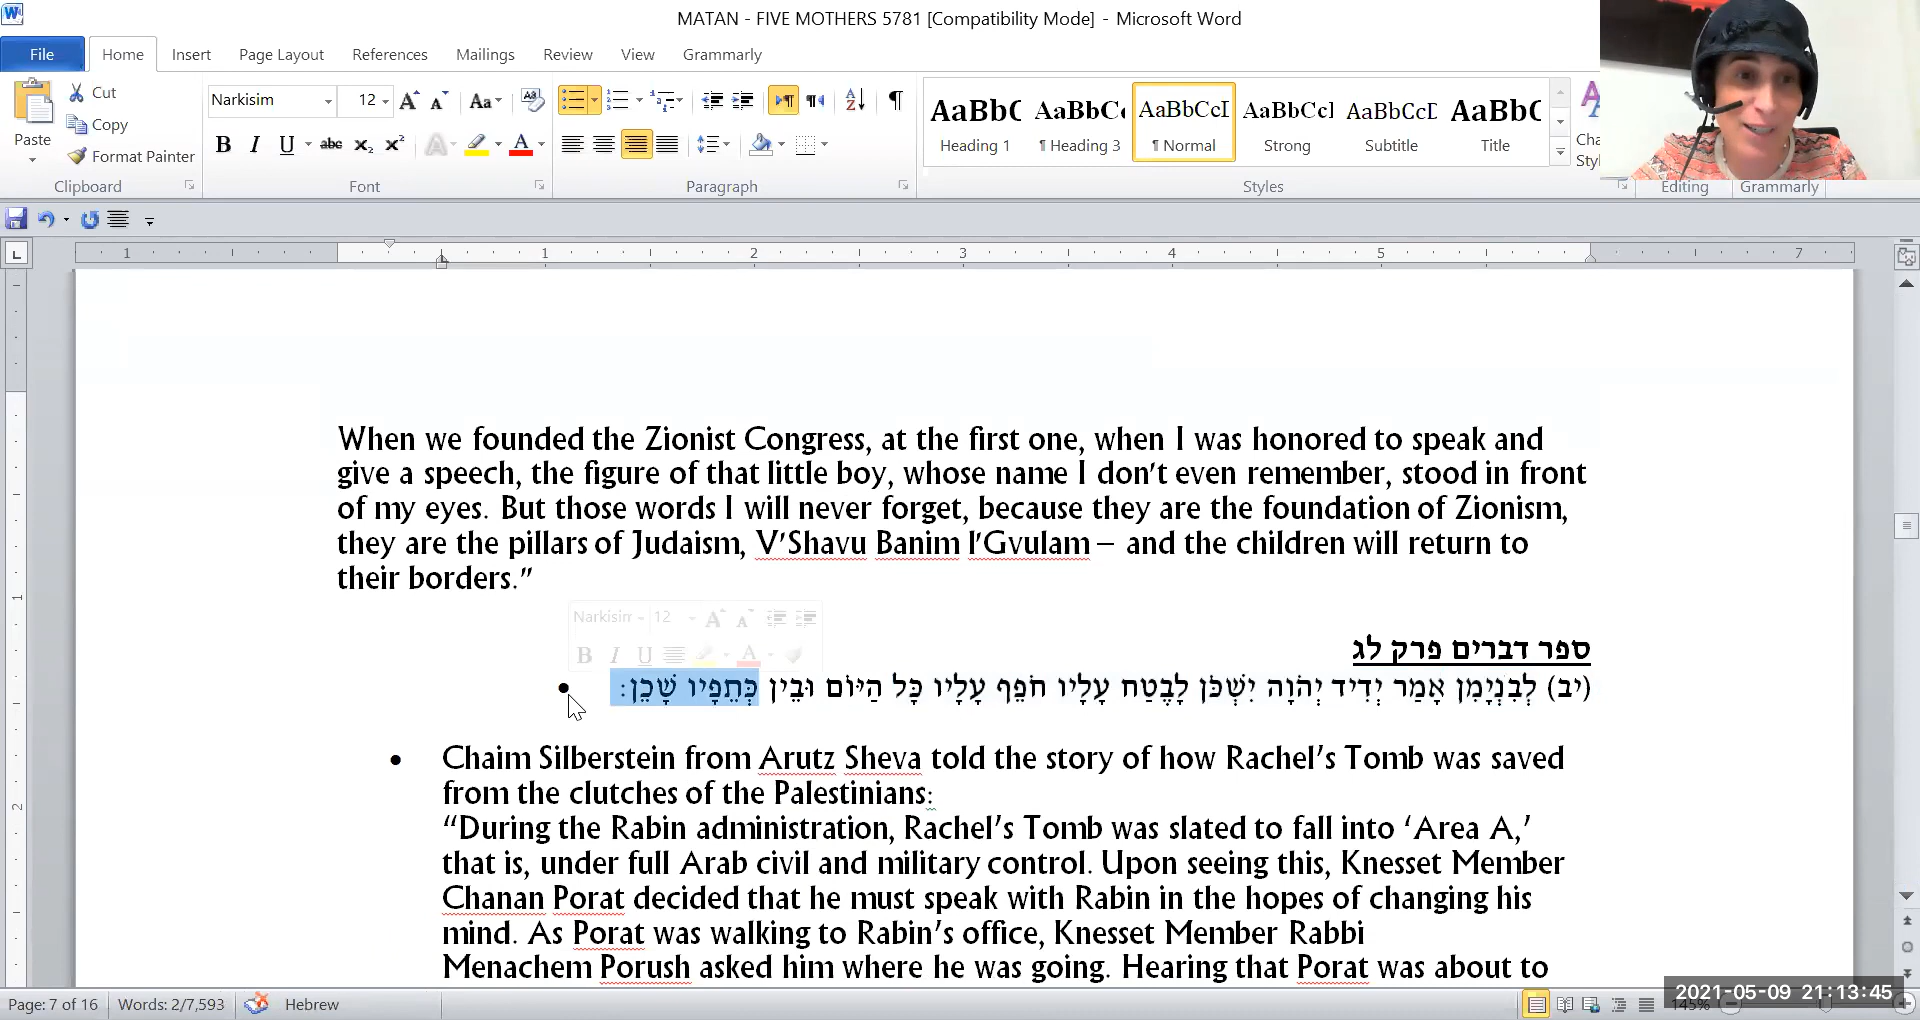 MATAN - FIVE MOTHERS 5781 [Compatibility Mode] - Microsoft Word
File Home Insert Page Layout References Mailings Review View Grammarly
Paste
Cut
Copy
Format Painter
Clipboard
Narkisim 12
Font
Paragraph
AaBbC AaBbCc AaBbCcI AaBbCcI AaBbCcD AaBbC
Heading 1 ¶ Heading 3 ¶ Normal Strong Subtitle Title
Styles
Editing Grammarly
1 1 2 3 4 5 7
When we founded the Zionist Congress, at the first one, when I was honored to speak and
give a speech, the figure of that little boy, whose name I don't even remember, stood in front
of my eyes. But those words I will never forget, because they are the foundation of Zionism,
they are the pillars of Judaism, V'Shavu Banim l'Gvulam – and the children will return to
their borders."
Narkisim 12
ספר דברים פרק לג
(יב) לְבִנְיָמִן אָמַר יְדִיד יְהֹוָה יִשְׁכֹּן לָבֶטַח עָלָיו חֹפֵף עָלָיו כָּל הַיּוֹם וּבֵין כְּתֵפָיו שָׁכֵן:
• Chaim Silberstein from Arutz Sheva told the story of how Rachel's Tomb was saved
from the clutches of the Palestinians:
"During the Rabin administration, Rachel's Tomb was slated to fall into 'Area A,'
that is, under full Arab civil and military control. Upon seeing this, Knesset Member
Chanan Porat decided that he must speak with Rabin in the hopes of changing his
mind. As Porat was walking to Rabin's office, Knesset Member Rabbi
Menachem Porush asked him where he was going. Hearing that Porat was about to
Page: 7 of 16 Words: 2/7,593 Hebrew
2021-05-09 21:13:45
145%